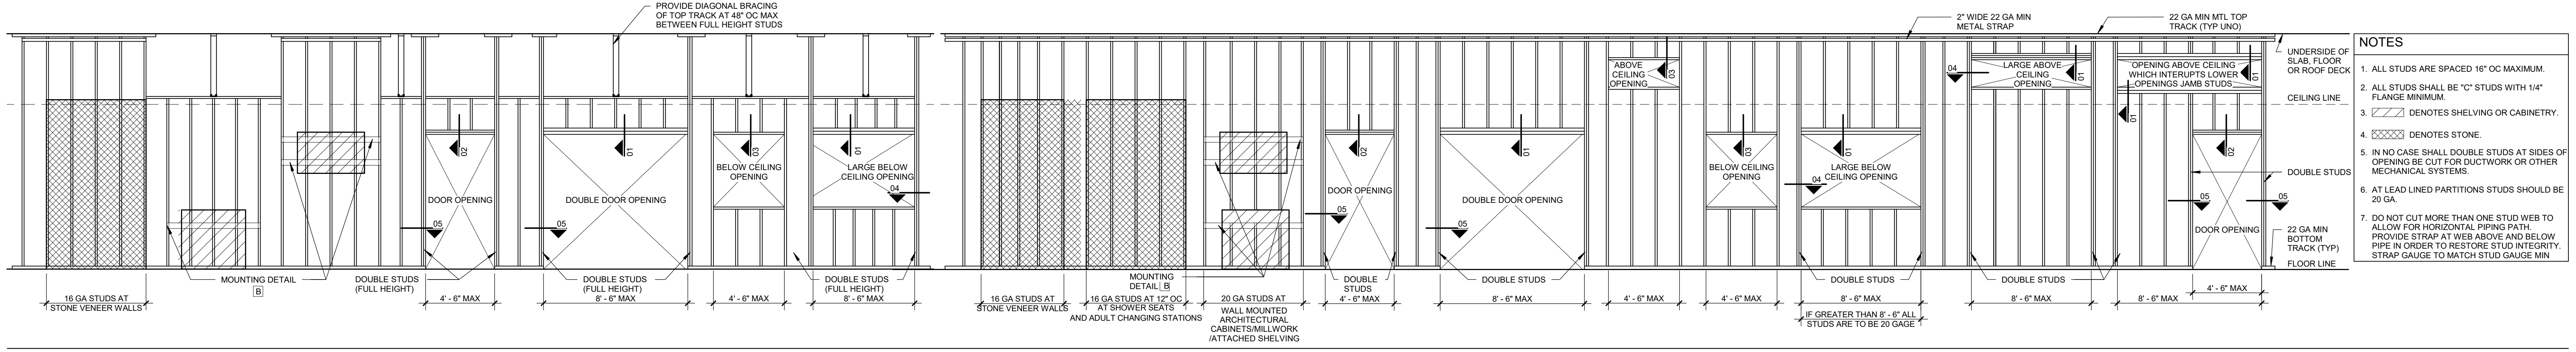 PROVIDE DIAGONAL BRACING
OF TOP TRACK AT 48" OC MAX
BETWEEN FULL HEIGHT STUDS
02
DOOR OPENING
05
01
DOUBLE DOOR OPENING
05
03
BELOW CEILING
OPENING
01
LARGE BELOW
CEILING OPENING
04
MOUNTING DETAIL
B
DOUBLE STUDS
(FULL HEIGHT)
DOUBLE STUDS
(FULL HEIGHT)
DOUBLE STUDS
(FULL HEIGHT)
16 GA STUDS AT
STONE VENEER WALLS
4' - 6" MAX
8' - 6" MAX
4' - 6" MAX
8' - 6" MAX
2" WIDE 22 GA MIN
METAL STRAP
22 GA MIN MTL TOP
TRACK (TYP UNO)
02
DOOR OPENING
05
01
DOUBLE DOOR OPENING
05
ABOVE
CEILING
OPENING
03
03
BELOW CEILING
OPENING
01
LARGE BELOW
CEILING OPENING
04
04
LARGE ABOVE
CEILING
OPENING
01
OPENING ABOVE CEILING
WHICH INTERUPTS LOWER
OPENINGS JAMB STUDS
01
01
02
05
05
DOOR OPENING
UNDERSIDE OF
SLAB, FLOOR
OR ROOF DECK
CEILING LINE
DOUBLE STUDS
22 GA MIN
BOTTOM
TRACK (TYP)
FLOOR LINE
MOUNTING
DETAIL B
DOUBLE
STUDS
DOUBLE STUDS
DOUBLE STUDS
DOUBLE STUDS
16 GA STUDS AT
STONE VENEER WALLS
16 GA STUDS AT 12" OC
AT SHOWER SEATS
AND ADULT CHANGING STATIONS
20 GA STUDS AT
WALL MOUNTED
ARCHITECTURAL
CABINETS/MILLWORK
/ATTACHED SHELVING
4' - 6" MAX
8' - 6" MAX
4' - 6" MAX
4' - 6" MAX
8' - 6" MAX
IF GREATER THAN 8' - 6" ALL
STUDS ARE TO BE 20 GAGE
8' - 6" MAX
8' - 6" MAX
4' - 6" MAX
NOTES
1. ALL STUDS ARE SPACED 16" OC MAXIMUM.
2. ALL STUDS SHALL BE "C" STUDS WITH 1/4"
FLANGE MINIMUM.
3. DENOTES SHELVING OR CABINETRY.
4. DENOTES STONE.
5. IN NO CASE SHALL DOUBLE STUDS AT SIDES OF
OPENING BE CUT FOR DUCTWORK OR OTHER
MECHANICAL SYSTEMS.
6. AT LEAD LINED PARTITIONS STUDS SHOULD BE
20 GA.
7. DO NOT CUT MORE THAN ONE STUD WEB TO
ALLOW FOR HORIZONTAL PIPING PATH.
PROVIDE STRAP AT WEB ABOVE AND BELOW
PIPE IN ORDER TO RESTORE STUD INTEGRITY.
STRAP GAUGE TO MATCH STUD GAUGE MIN